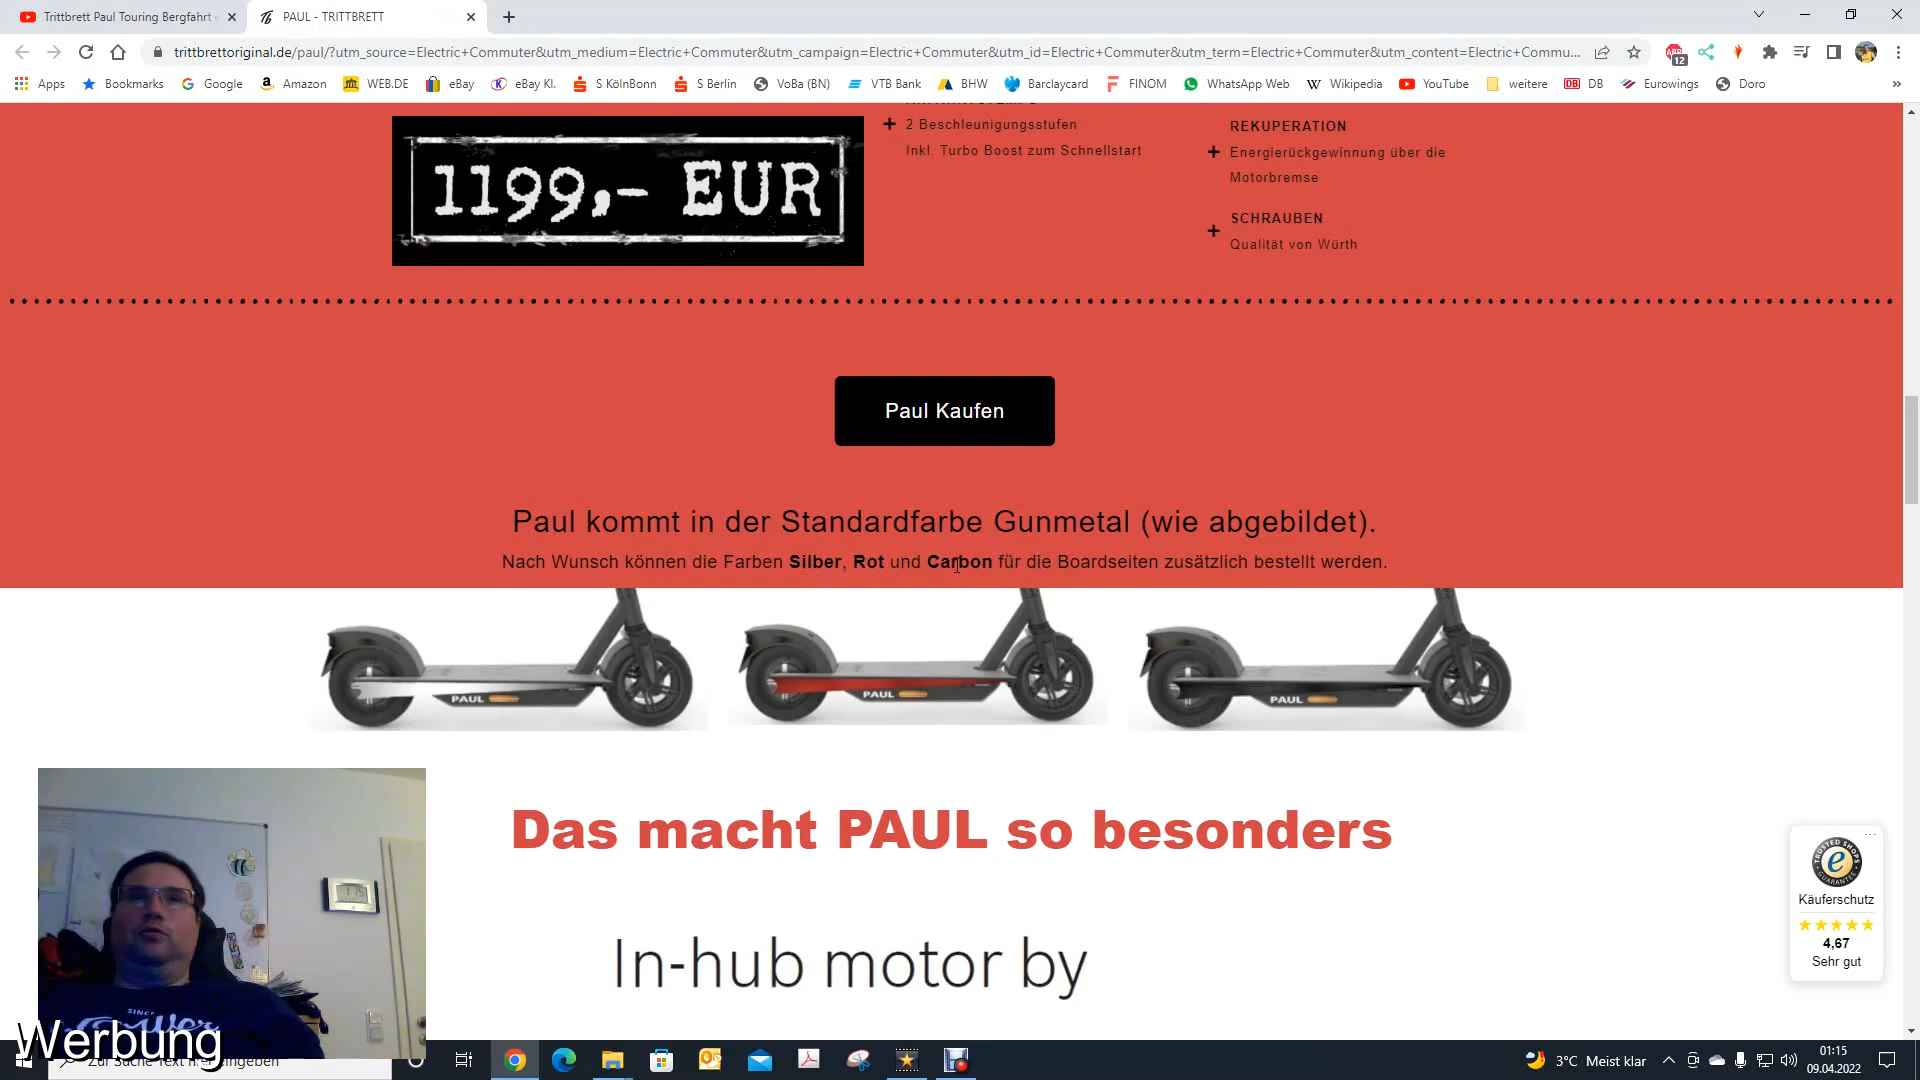 Trittbrett Paul Touring Bergfahrt
PAUL - TRITTBRETT
trittbrettoriginal.de/paul/?utm_source=Electric+Commuter&utm_medium=Electric+Commuter&utm_campaign=Electric+Commuter&utm_id=Electric+Commuter&utm_term=Electric+Commuter&utm_content=Electric+Commu...
12
Apps Bookmarks Google Amazon WEB.DE eBay eBay Kl. S KölnBonn S Berlin VoBa (BN) VTB Bank BHW Barclaycard FINOM WhatsApp Web Wikipedia YouTube weitere DB Eurowings Doro
1199,- EUR
2 Beschleunigungsstufen
Inkl. Turbo Boost zum Schnellstart
REKUPERATION
Energierückgewinnung über die
Motorbremse
SCHRAUBEN
Qualität von Würth
Paul Kaufen
Paul kommt in der Standardfarbe Gunmetal (wie abgebildet).
Nach Wunsch können die Farben Silber, Rot und Carbon für die Boardseiten zusätzlich bestellt werden.
PAUL
PAUL
PAUL
Das macht PAUL so besonders
In-hub motor by
TRUSTED SHOPS
GUARANTEE
Käuferschutz
4,67
Sehr gut
SINCE
Werbung
3°C Meist klar
01:15
09.04.2022